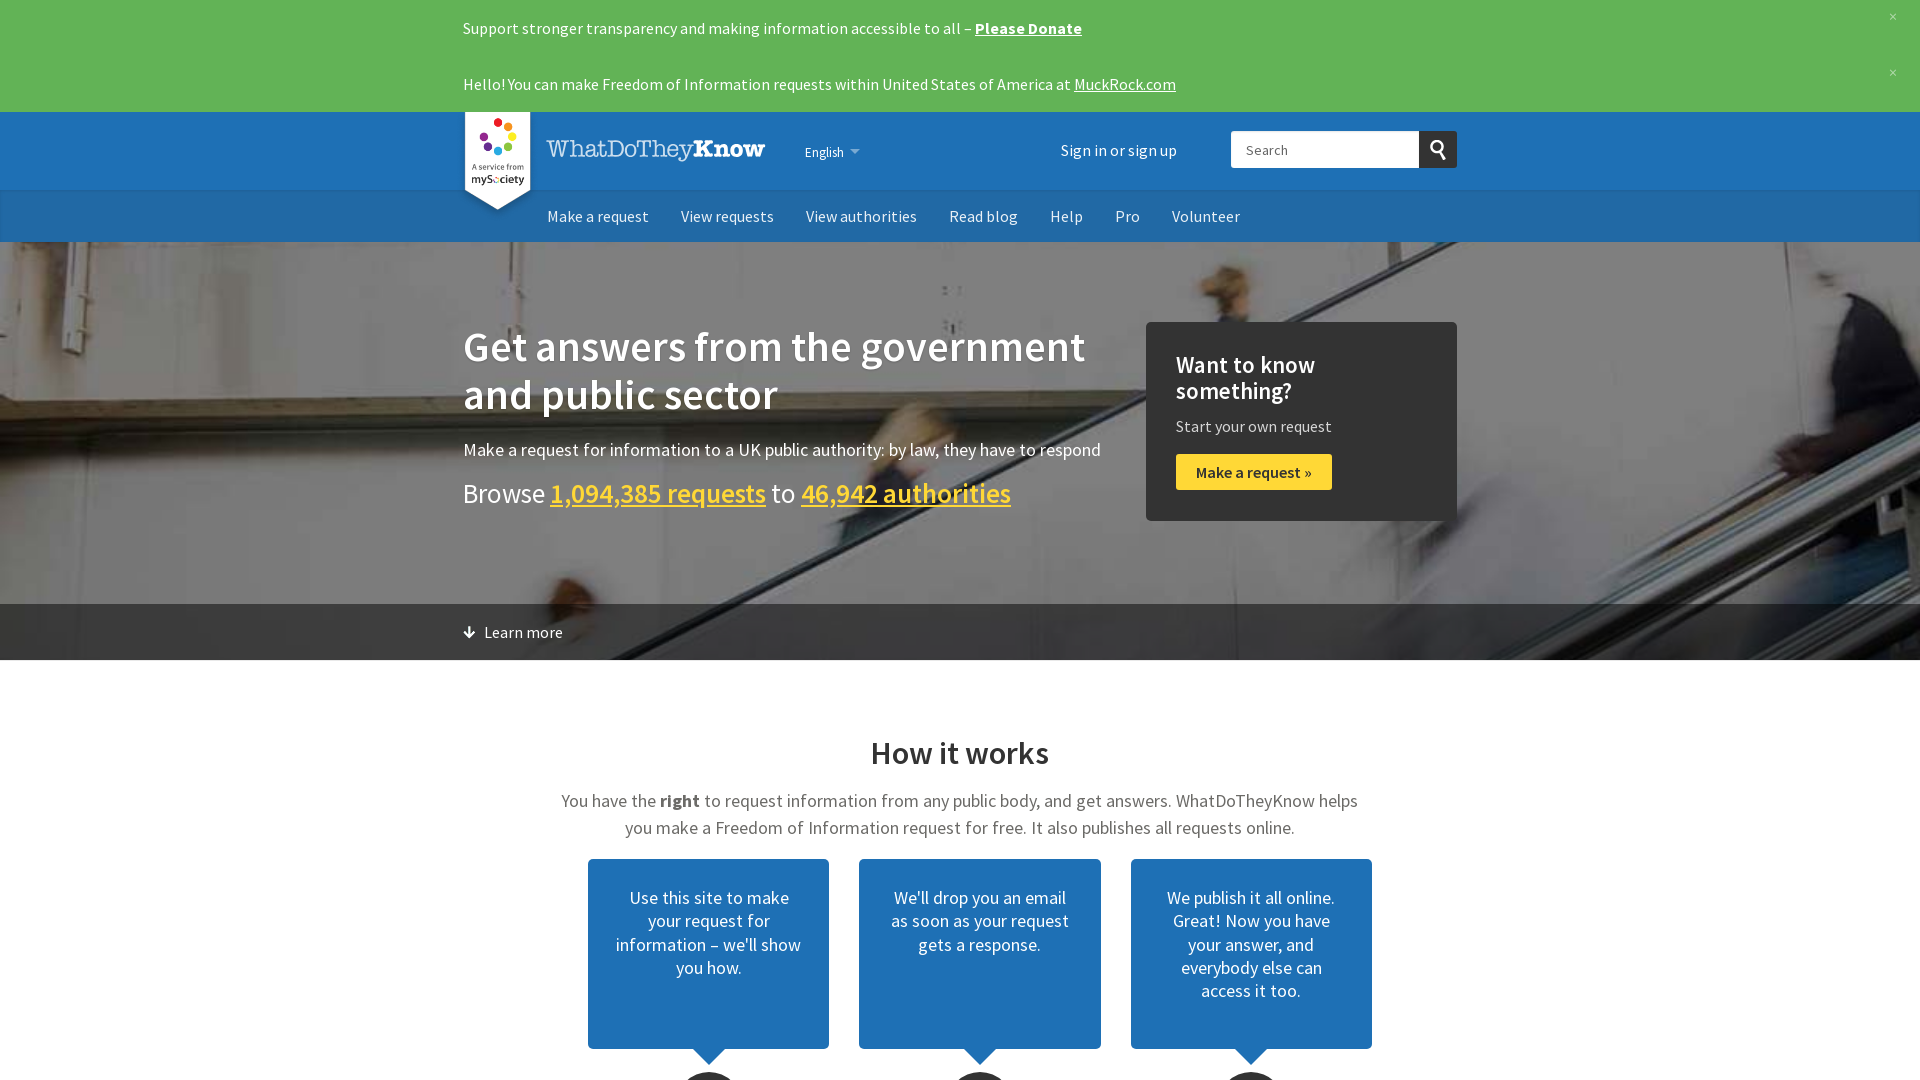 Support stronger transparency and making information accessible to all – Please Donate
×
Hello! You can make Freedom of Information requests within United States of America at MuckRock.com
×
A service from
mySociety
WhatDoTheyKnow
English
Sign in or sign up
Search
Make a request
View requests
View authorities
Read blog
Help
Pro
Volunteer
Get answers from the government
and public sector
Make a request for information to a UK public authority: by law, they have to respond
Browse 1,094,385 requests to 46,942 authorities
Want to know
something?
Start your own request
Make a request »
Learn more
How it works
You have the right to request information from any public body, and get answers. WhatDoTheyKnow helps
you make a Freedom of Information request for free. It also publishes all requests online.
Use this site to make
your request for
information – we'll show
you how.
We'll drop you an email
as soon as your request
gets a response.
We publish it all online.
Great! Now you have
your answer, and
everybody else can
access it too.